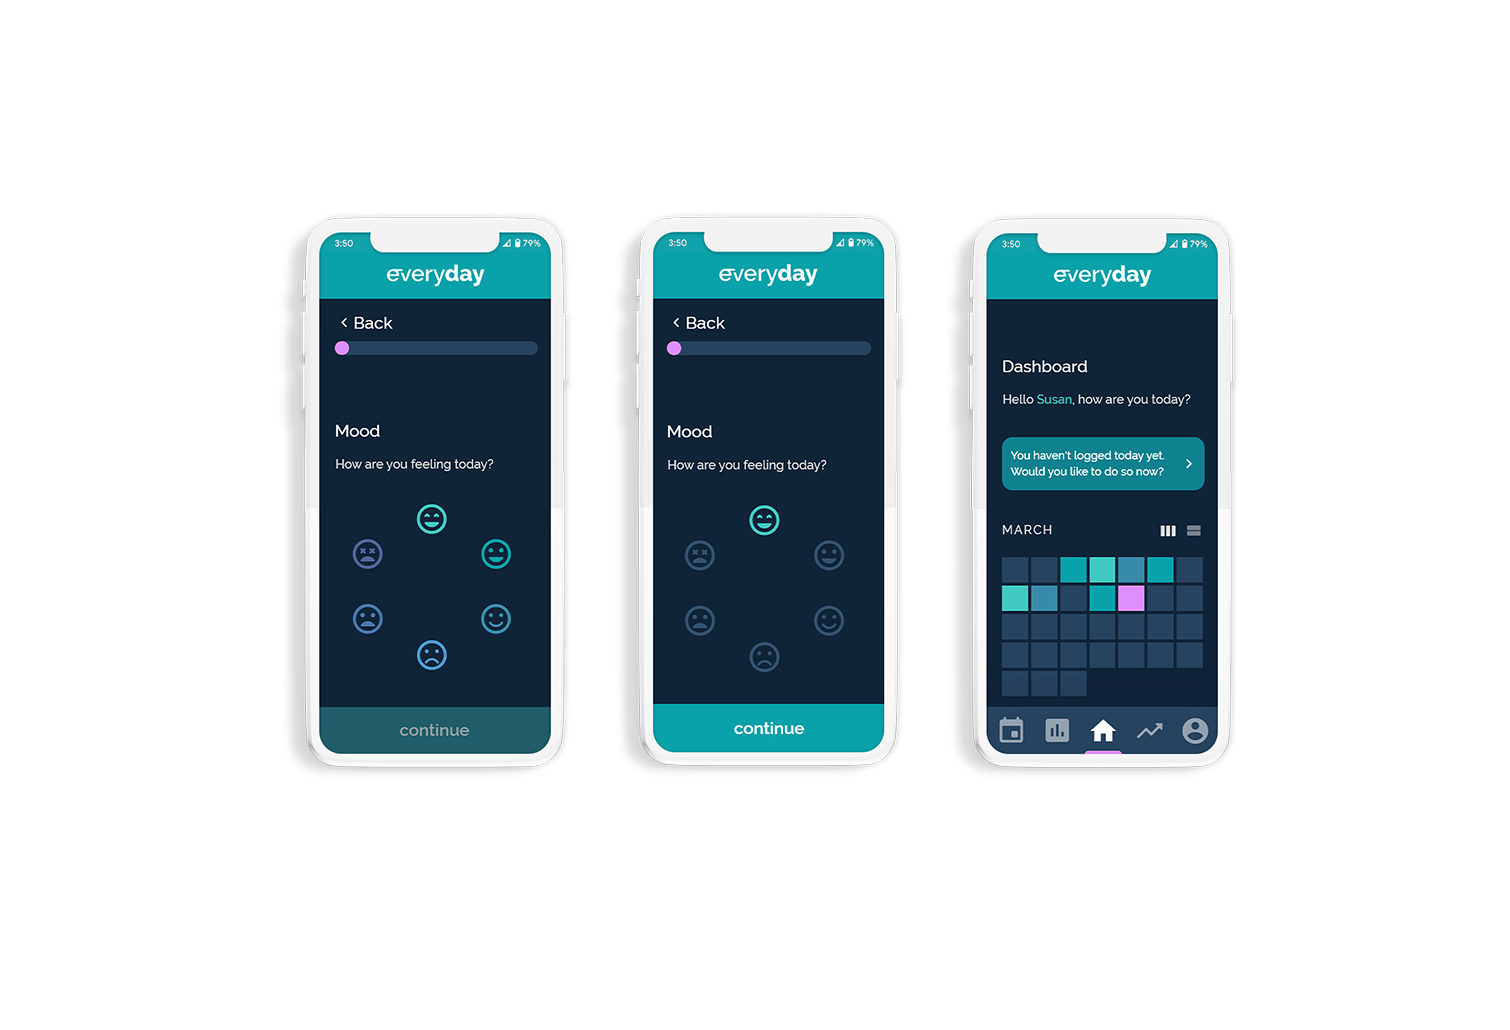 3:50
79%
everyday
Back
Mood
How are you feeling today?
continue
3:50
79%
everyday
Back
Mood
How are you feeling today?
continue
3:50
79%
everyday
Dashboard
Hello Susan, how are you today?
You haven't logged today yet.
Would you like to do so now?
MARCH